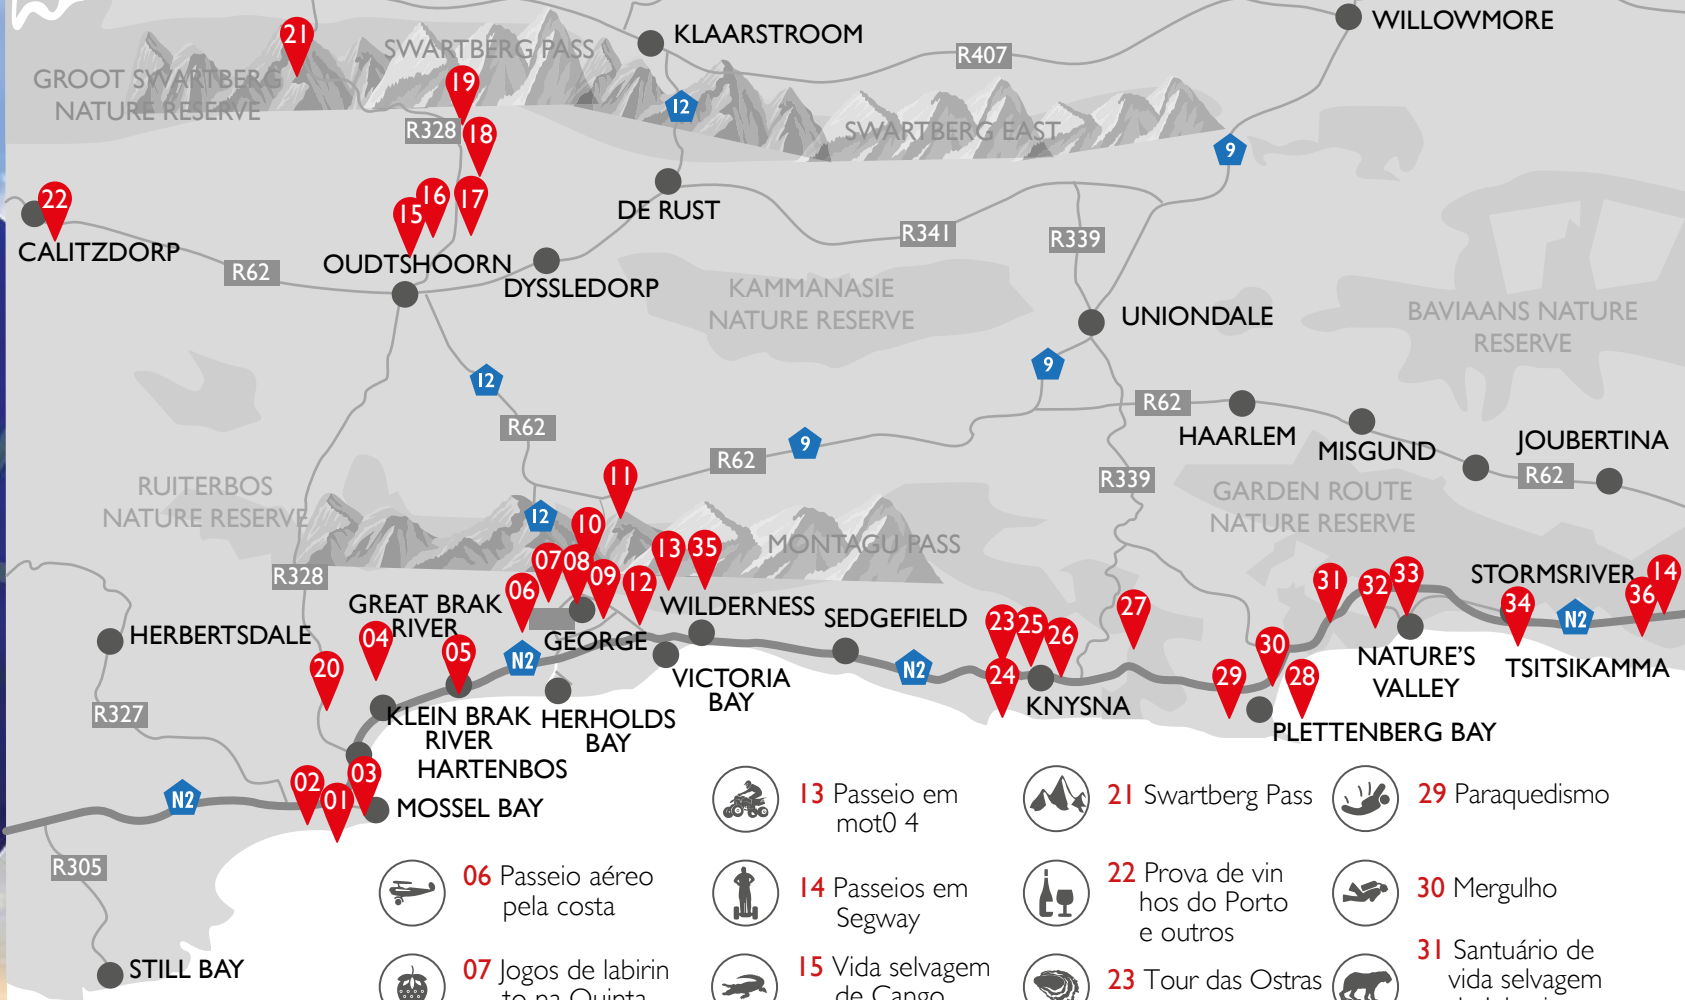 WILLOWMORE
KLAARSTROOM
21
SWARTBERG PASS
R407
GROOT SWARTBERG
NATURE RESERVE
19
12
R328
18
SWARTBERG EAST
9
22
16
17
15
DE RUST
CALITZDORP
R341
R339
R62
OUDTSHOORN
DYSSLEDORP
KAMMANASIE
NATURE RESERVE
UNIONDALE
BAVIAANS NATURE
RESERVE
12
9
R62
R62
HAARLEM
MISGUND
JOUBERTINA
9
R62
R62
11
R339
RUITERBOS
NATURE RESERVE
GARDEN ROUTE
NATURE RESERVE
12
10
13
35
MONTAGU PASS
07
08
09
12
06
R328
31
32
33
STORMSRIVER
14
36
34
N2
GREAT BRAK
RIVER
WILDERNESS
SEDGEFIELD
23
25
26
27
HERBERTSDALE
04
05
GEORGE
N2
N2
24
30
29
28
NATURE'S
VALLEY
TSITSIKAMMA
20
VICTORIA
BAY
KNYSNA
R327
KLEIN BRAK
RIVER
HERHOLDS
BAY
PLETTENBERG BAY
HARTENBOS
02
01
03
N2
MOSSEL BAY
R305
STILL BAY
06 Passeio aéreo
pela costa
07 Jogos de labirin
to na Quinta
13 Passeio em
mot0 4
14 Passeios em
Segway
15 Vida selvagem
de Cango
21 Swartberg Pass
22 Prova de vin
hos do Porto
e outros
23 Tour das Ostras
29 Paraquedismo
30 Mergulho
31 Santuário de
vida selvagem